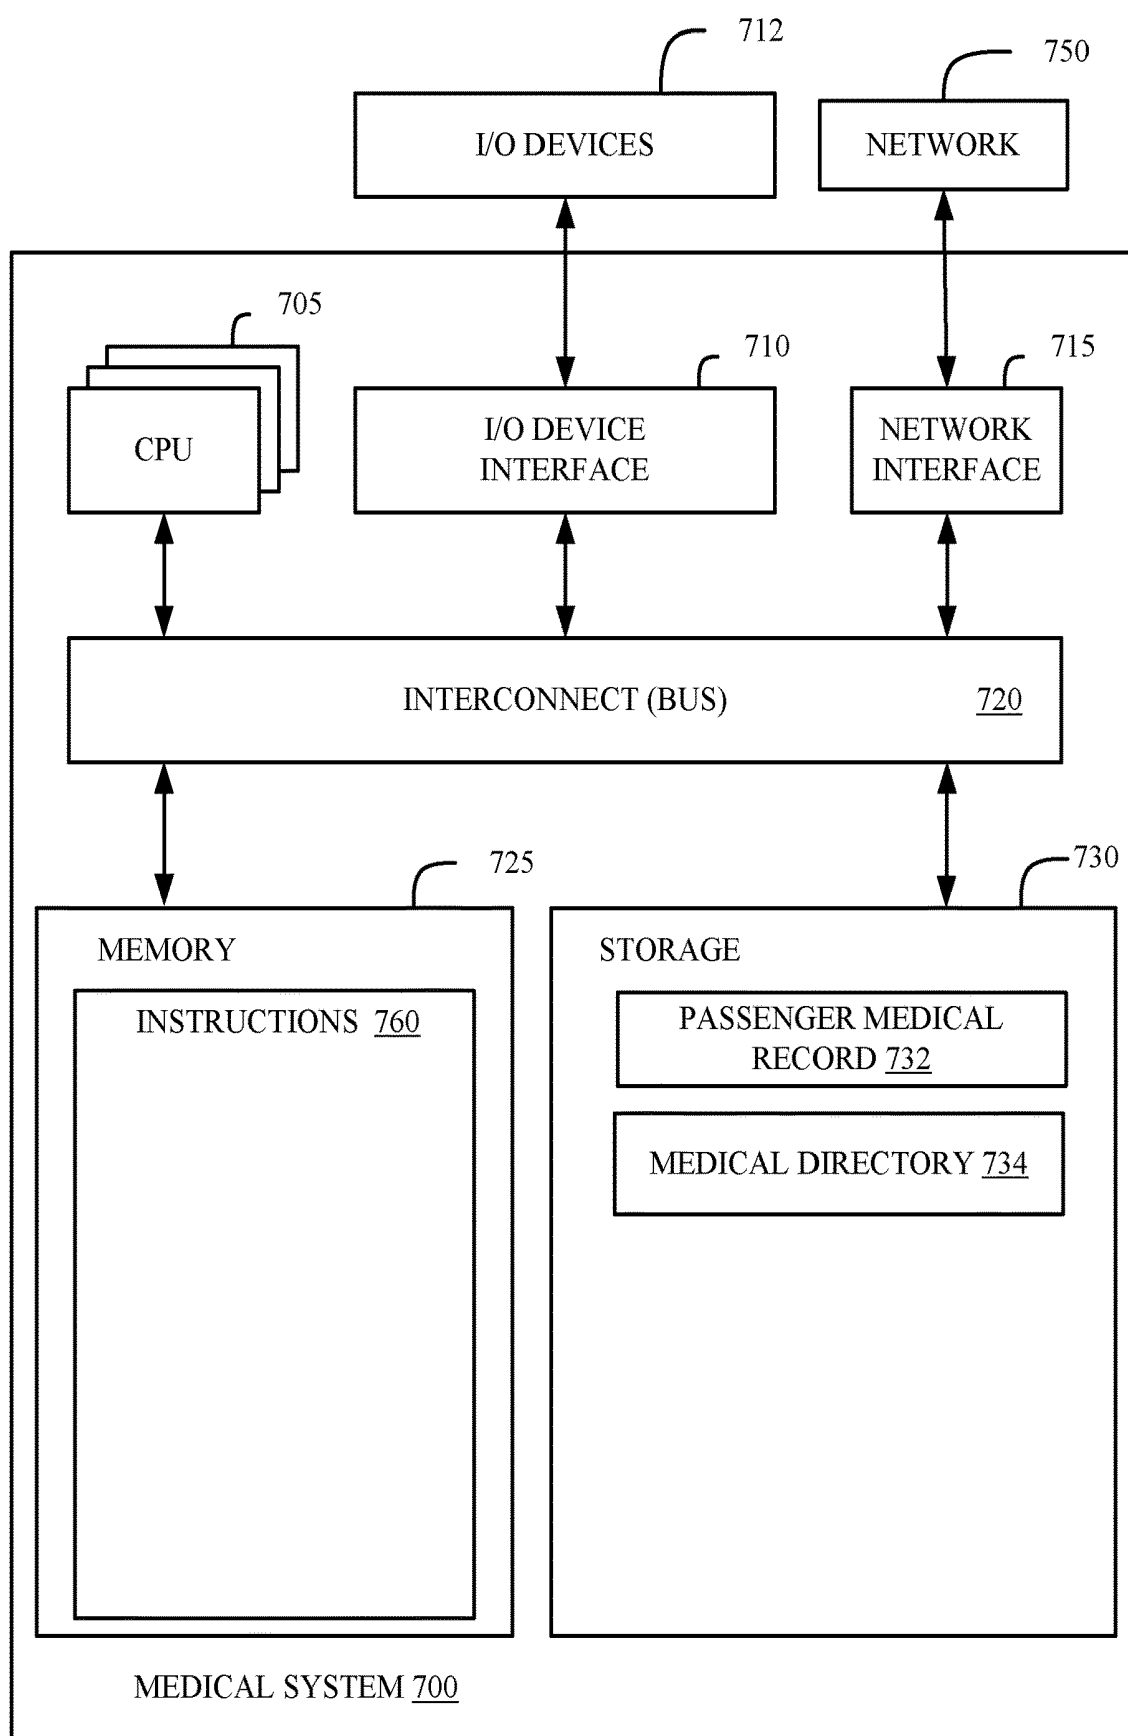 712
750
I/O DEVICES
NETWORK
705
710
715
CPU
I/O DEVICE
INTERFACE
NETWORK
INTERFACE
INTERCONNECT (BUS) 720
725
730
MEMORY
INSTRUCTIONS 760
STORAGE
PASSENGER MEDICAL
RECORD 732
MEDICAL DIRECTORY 734
MEDICAL SYSTEM 700